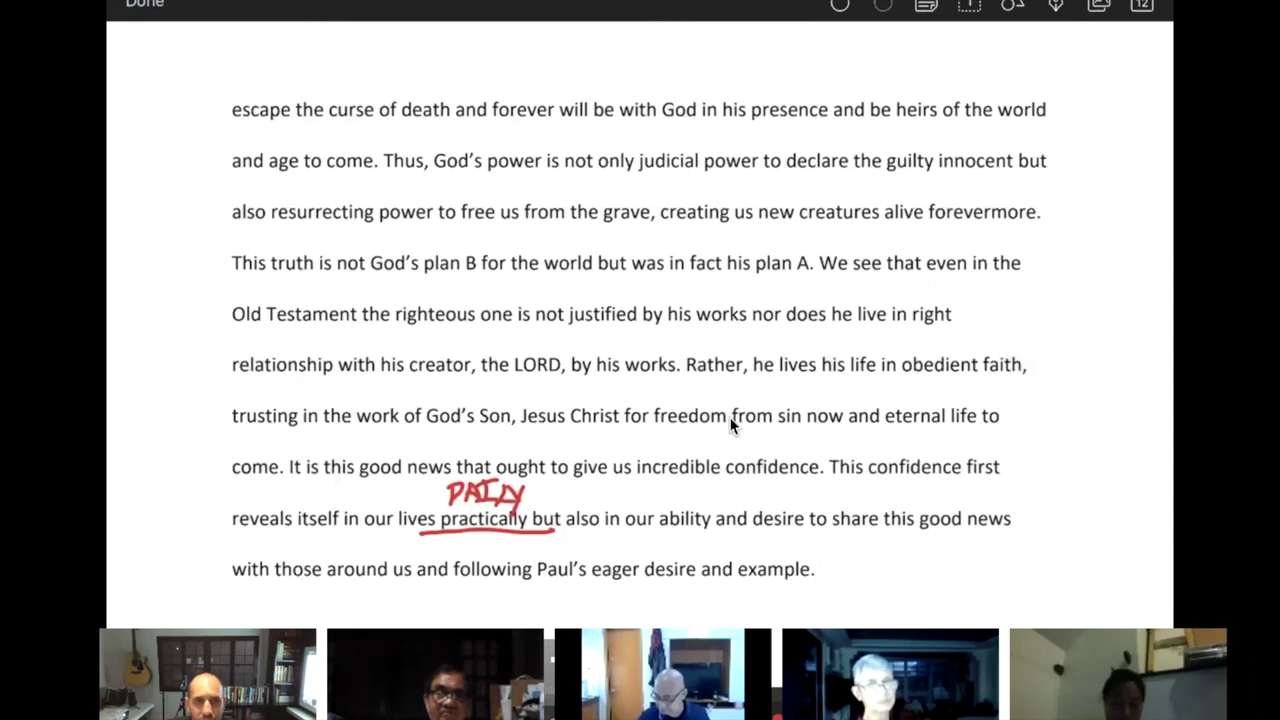 Done
12
escape the curse of death and forever will be with God in his presence and be heirs of the world
and age to come. Thus, God’s power is not only judicial power to declare the guilty innocent but
also resurrecting power to free us from the grave, creating us new creatures alive forevermore.
This truth is not God’s plan B for the world but was in fact his plan A. We see that even in the
Old Testament the righteous one is not justified by his works nor does he live in right
relationship with his creator, the LORD, by his works. Rather, he lives his life in obedient faith,
trusting in the work of God’s Son, Jesus Christ for freedom from sin now and eternal life to
come. It is this good news that ought to give us incredible confidence. This confidence first
DAILY
reveals itself in our lives practically but also in our ability and desire to share this good news
with those around us and following Paul’s eager desire and example.